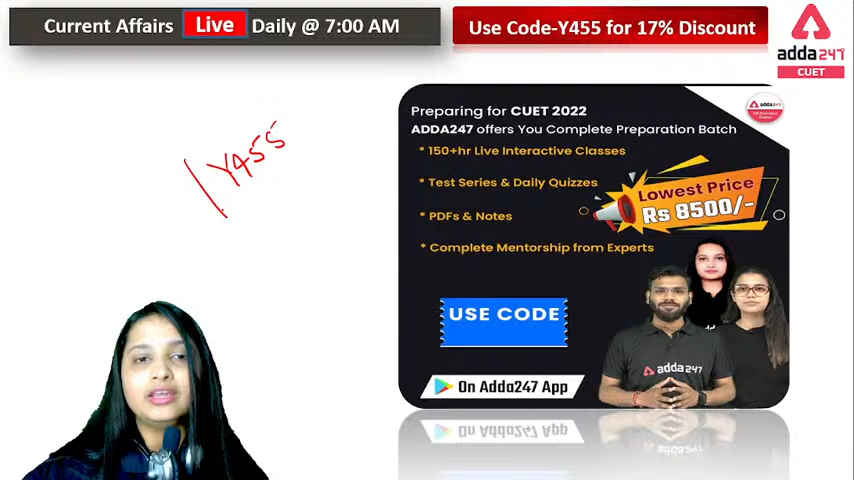 Current Affairs Live Daily @ 7:00 AM
Use Code-Y455 for 17% Discount
adda247
CUET
Y455
Preparing for CUET 2022
ADDA247 offers You Complete Preparation Batch
* 150+hr Live Interactive Classes
* Test Series & Daily Quizzes
* PDFs & Notes
* Complete Mentorship from Experts
Lowest Price
Rs 8500/-
USE CODE
adda247
adda247
On Adda247 App